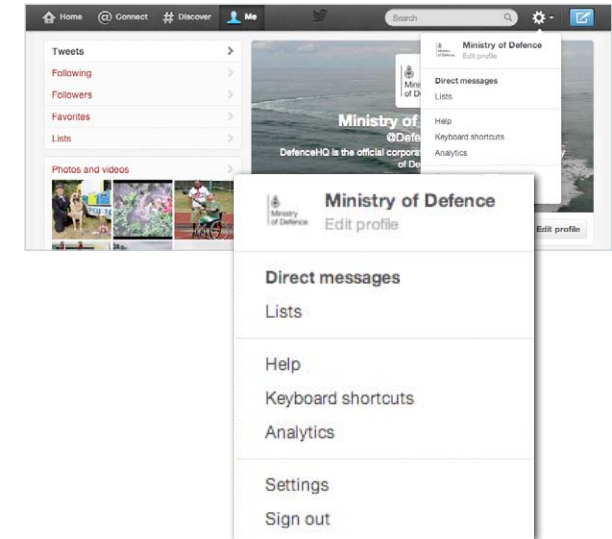 Home @ Connect # Discover Me Search
Tweets
Following
Followers
Favorites
Lists
Photos and videos
Ministry of
@Defe
DefenceHQ is the official corporat
of De
Ministry of Defence
Edit profile
Direct messages
Lists
Help
Keyboard shortcuts
Analytics
Edit profile
Ministry
of Defence
Ministry of Defence
Edit profile
Direct messages
Lists
Help
Keyboard shortcuts
Analytics
Settings
Sign out